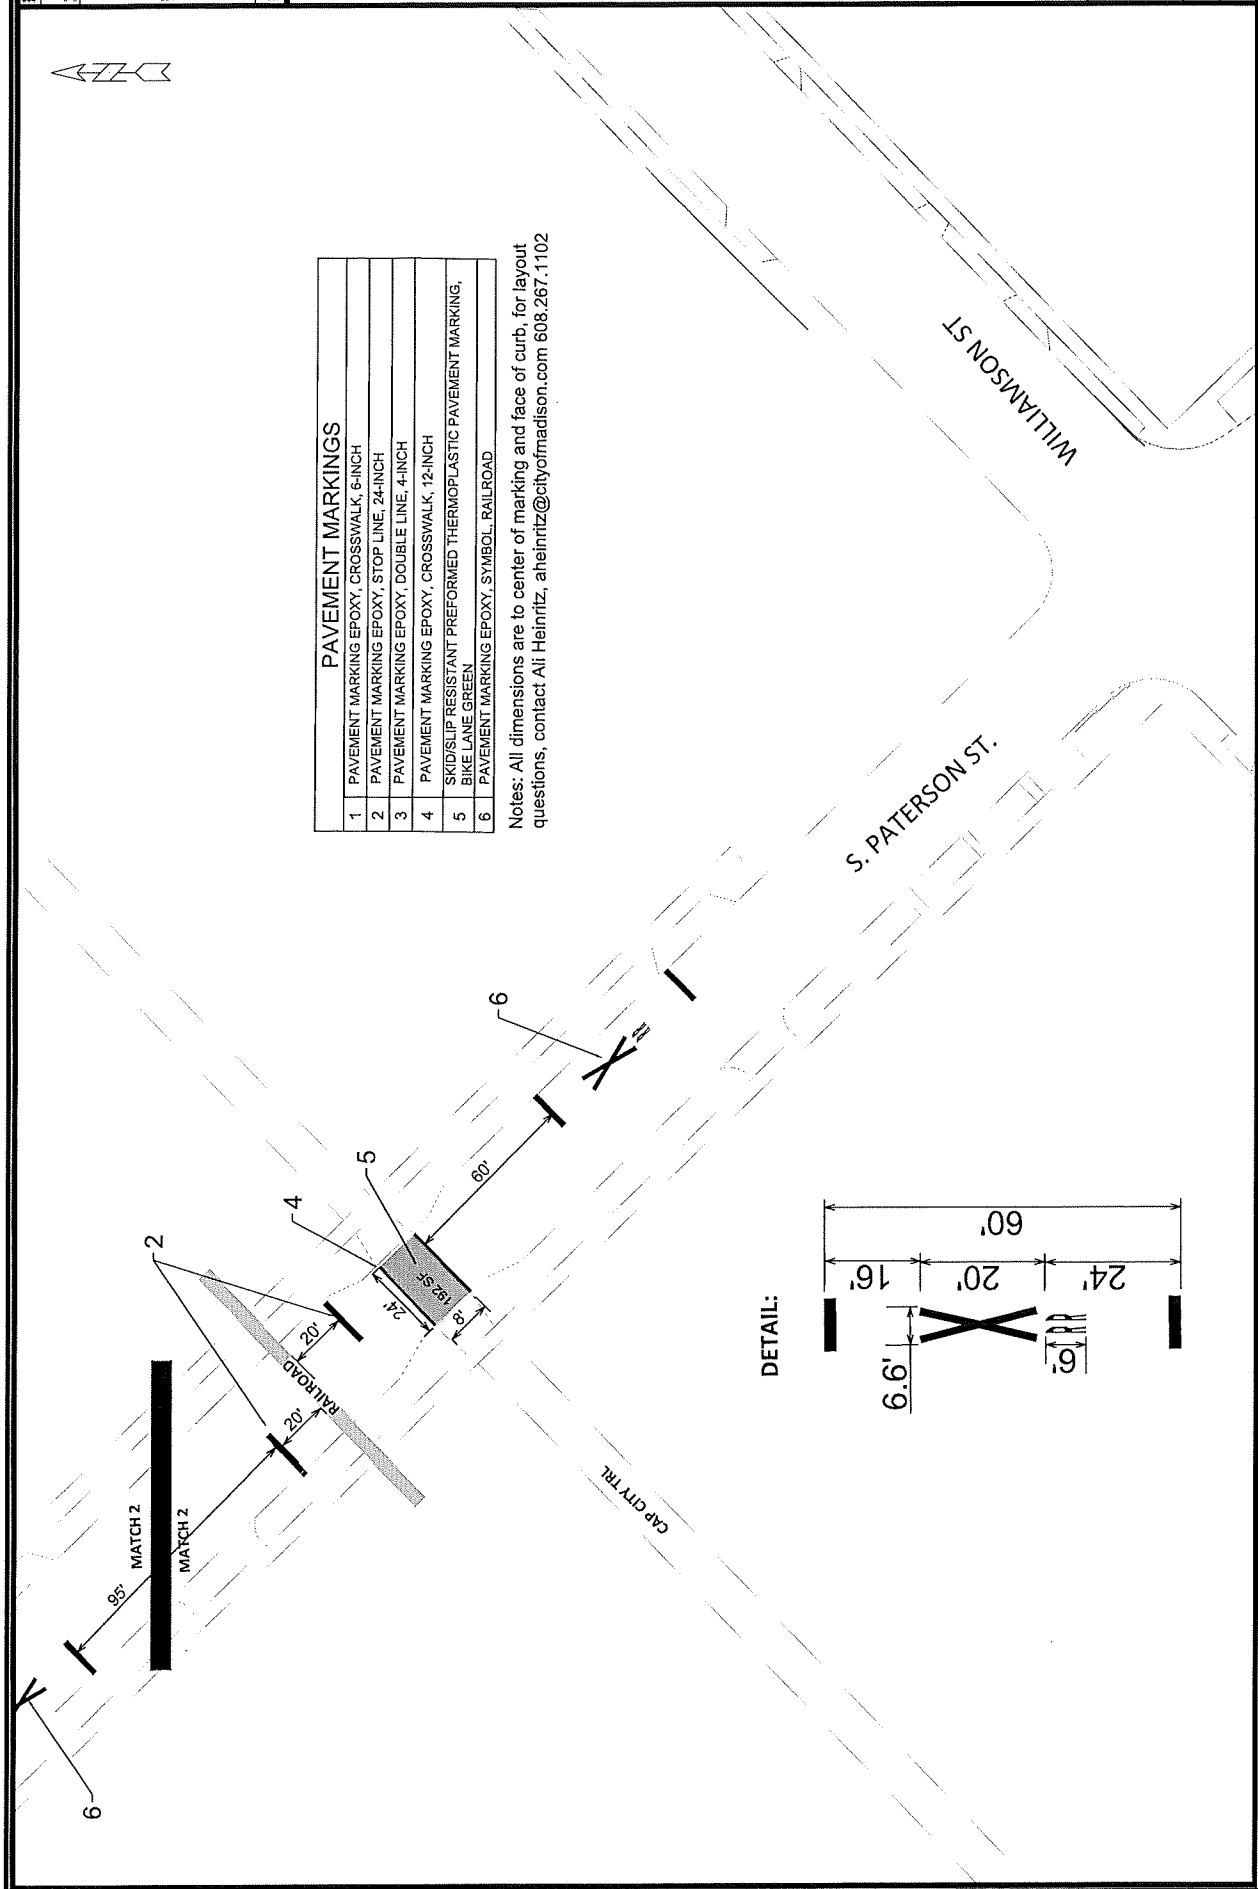 PAVEMENT MARKINGS
1 PAVEMENT MARKING EPOXY, CROSSWALK, 6-INCH
2 PAVEMENT MARKING EPOXY, STOP LINE, 24-INCH
3 PAVEMENT MARKING EPOXY, DOUBLE LINE, 4-INCH
4 PAVEMENT MARKING EPOXY, CROSSWALK, 12-INCH
5 SKID/SLIP RESISTANT PREFORMED THERMOPLASTIC PAVEMENT MARKING,
BIKE LANE GREEN
6 PAVEMENT MARKING EPOXY, SYMBOL, RAILROAD
Notes: All dimensions are to center of marking and face of curb, for layout
questions, contact Ali Heinritz, aheinritz@cityofmadison.com 608.267.1102
N
6
95'
MATCH 2
MATCH 2
2
20'
RAILROAD
20'
4
5
24'
192 SF
8'
60'
6
RR
CAP CITY TRL
S. PATERSON ST.
WILLIAMSON ST
DETAIL:
9.9'
16'
20'
24'
60'
6'
RR